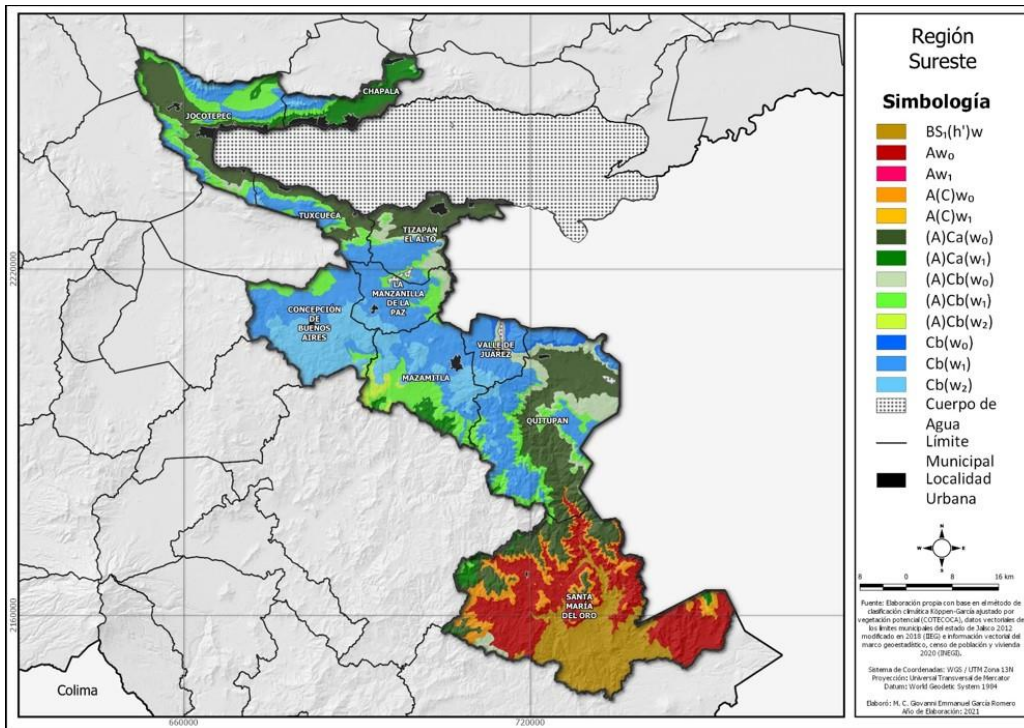 CHAPALA
JOCOTEPEC
TUXCUECA
TIZAPÁN
EL ALTO
LA
MANZANILLA
DE LA
PAZ
CONCEPCIÓN
DE
BUENOS
AIRES
VALLE DE
JUÁREZ
MAZAMITLA
QUITUPAN
SANTA
MARÍA
DEL ORO
Colima
2220000
2160000
660000
720000
Región
Sureste
Simbología
BS₁(h')w
Aw₀
Aw₁
A(C)w₀
A(C)w₁
(A)Ca(w₀)
(A)Ca(w₁)
(A)Cb(w₀)
(A)Cb(w₁)
(A)Cb(w₂)
Cb(w₀)
Cb(w₁)
Cb(w₂)
Cuerpo de
Agua
Límite
Municipal
Localidad
Urbana
N
W E
S
8 0 8 16 km
Fuente: Elaboración propia con base en el método de
clasificación climática Köppen-García ajustado por
vegetación potencial (COTECOCA), datos vectoriales de
los límites municipales del estado de Jalisco 2012
modificado en 2018 (IIEG) e información vectorial del
marco geoestadístico, censo de población y vivienda
2020 (INEGI).
Sistema de Coordenadas: WGS / UTM Zona 13N
Proyección: Universal Transversal de Mercator
Datum: World Geodetic System 1984
Elaboró: M. C. Giovanni Emmanuel García Romero
Año de Elaboración: 2021